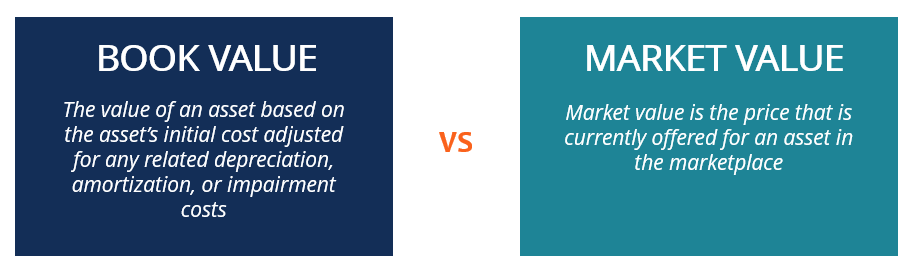 BOOK VALUE
The value of an asset based on
the asset's initial cost adjusted
for any related depreciation,
amortization, or impairment
costs
VS
MARKET VALUE
Market value is the price that is
currently offered for an asset in
the marketplace